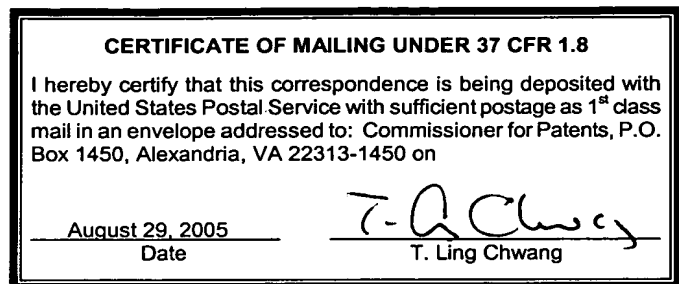 CERTIFICATE OF MAILING UNDER 37 CFR 1.8
I hereby certify that this correspondence is being deposited with
the United States Postal Service with sufficient postage as 1st class
mail in an envelope addressed to: Commissioner for Patents, P.O.
Box 1450, Alexandria, VA 22313-1450 on
August 29, 2005
Date
T. Ling Chwang